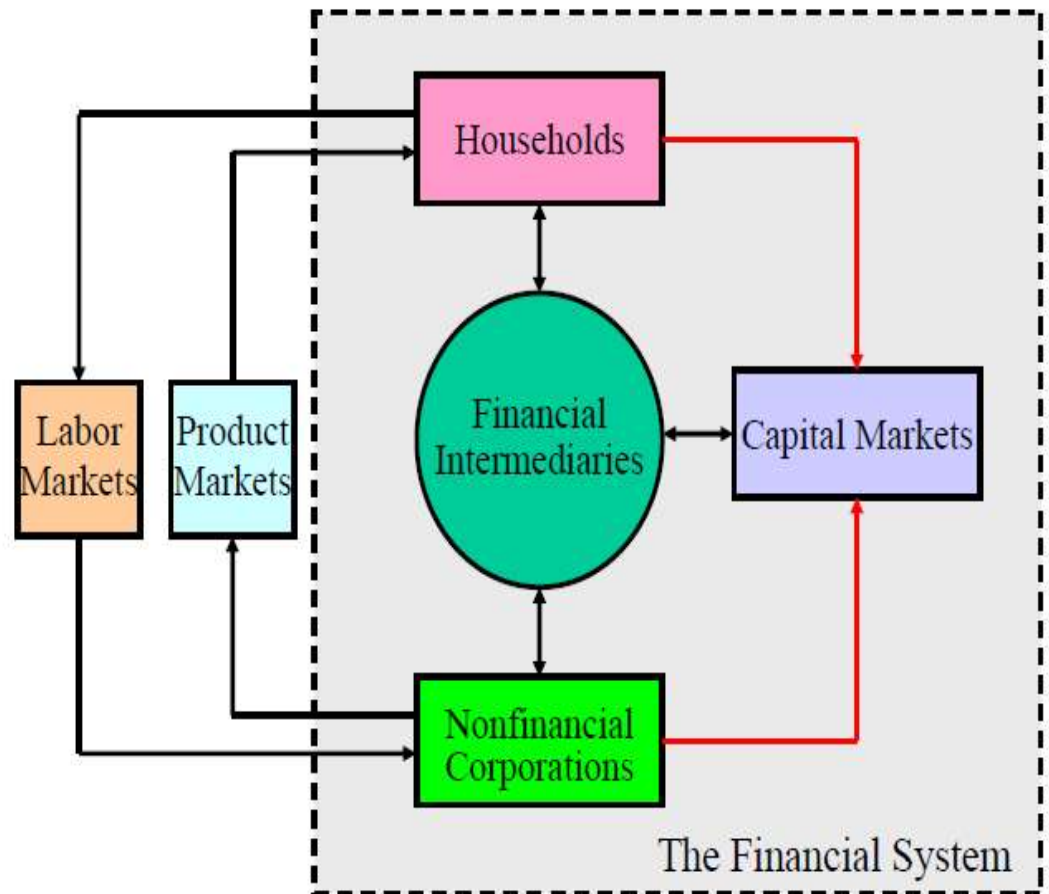 Households
Labor
Markets
Product
Markets
Financial
Intermediaries
Capital Markets
Nonfinancial
Corporations
The Financial System